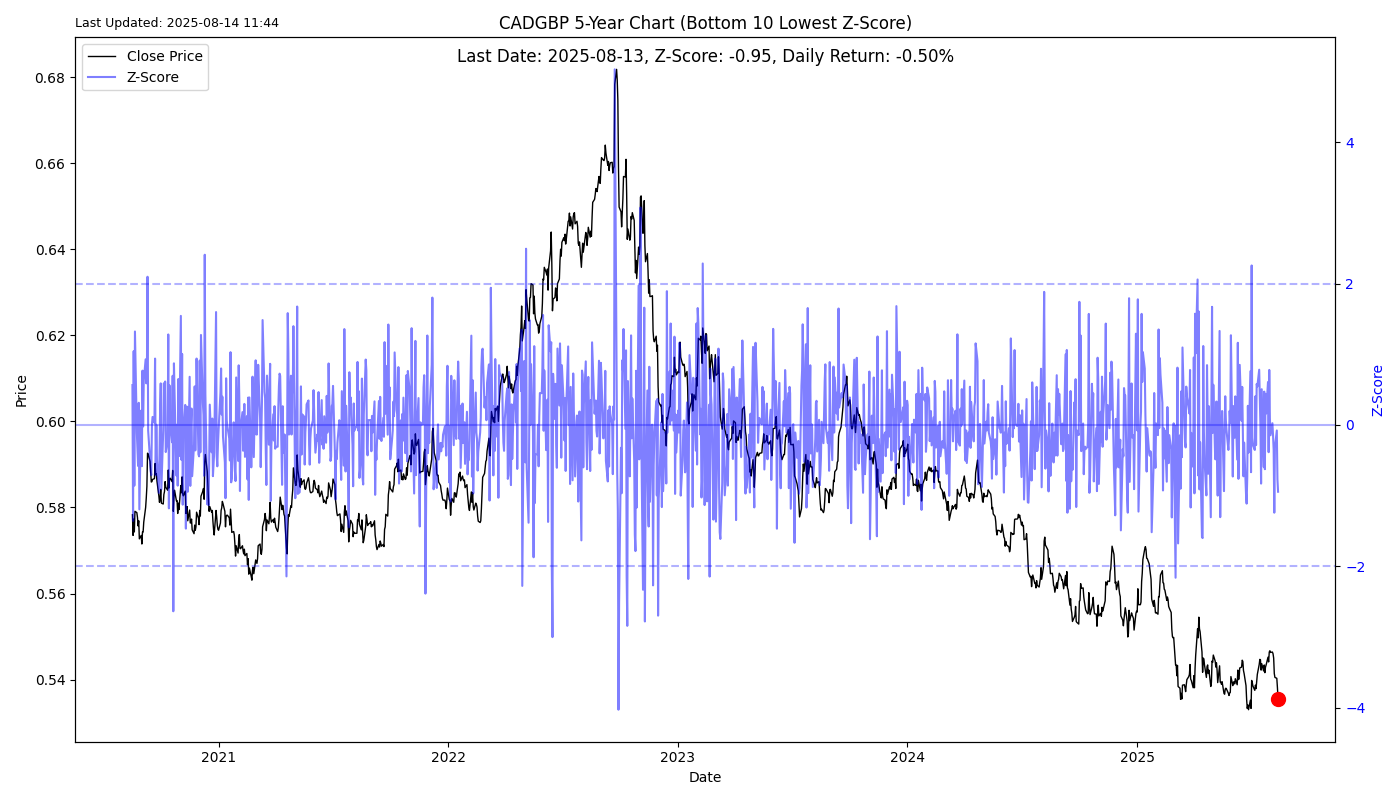 Last Updated: 2025-08-14 11:44
CADGBP 5-Year Chart (Bottom 10 Lowest Z-Score)
Last Date: 2025-08-13, Z-Score: -0.95, Daily Return: -0.50%
Close Price
Z-Score
Price
0.68
0.66
0.64
0.62
0.60
0.58
0.56
0.54
4
2
0
−2
−4
Z-Score
2021
2022
2023
2024
2025
Date